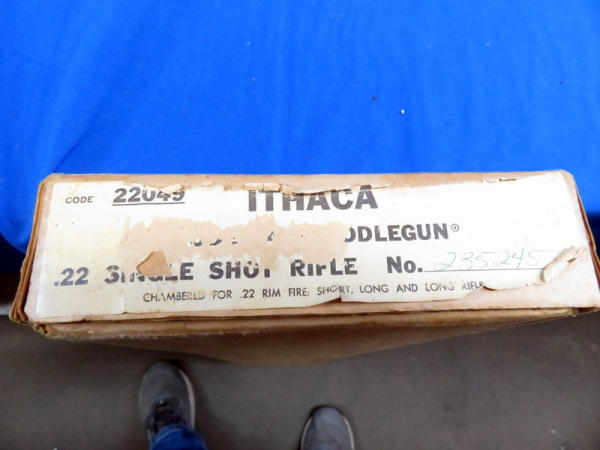 CODE 22049 ITHACA
ODLEGUN®
.22 SINGLE SHOT RIFLE No. 235245
CHAMBERED FOR .22 RIM FIRE: SHORT, LONG AND LONG RIFLE